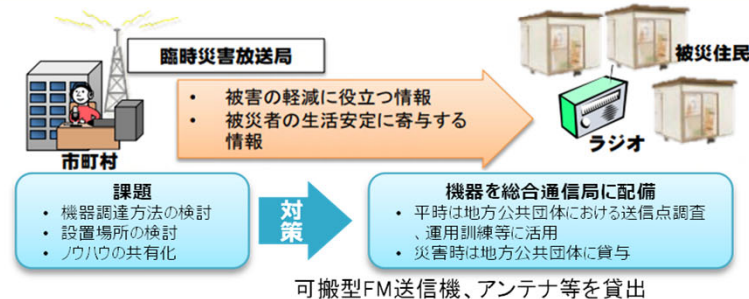 臨時災害放送局
• 被害の軽減に役立つ情報
• 被災者の生活安定に寄与する
情報
被災住民
市町村
ラジオ
課題
• 機器調達方法の検討
• 設置場所の検討
• ノウハウの共有化
対策
機器を総合通信局に配備
• 平時は地方公共団体における送信点調査
、運用訓練等に活用
• 災害時は地方公共団体に貸与
可搬型FM送信機、アンテナ等を貸出